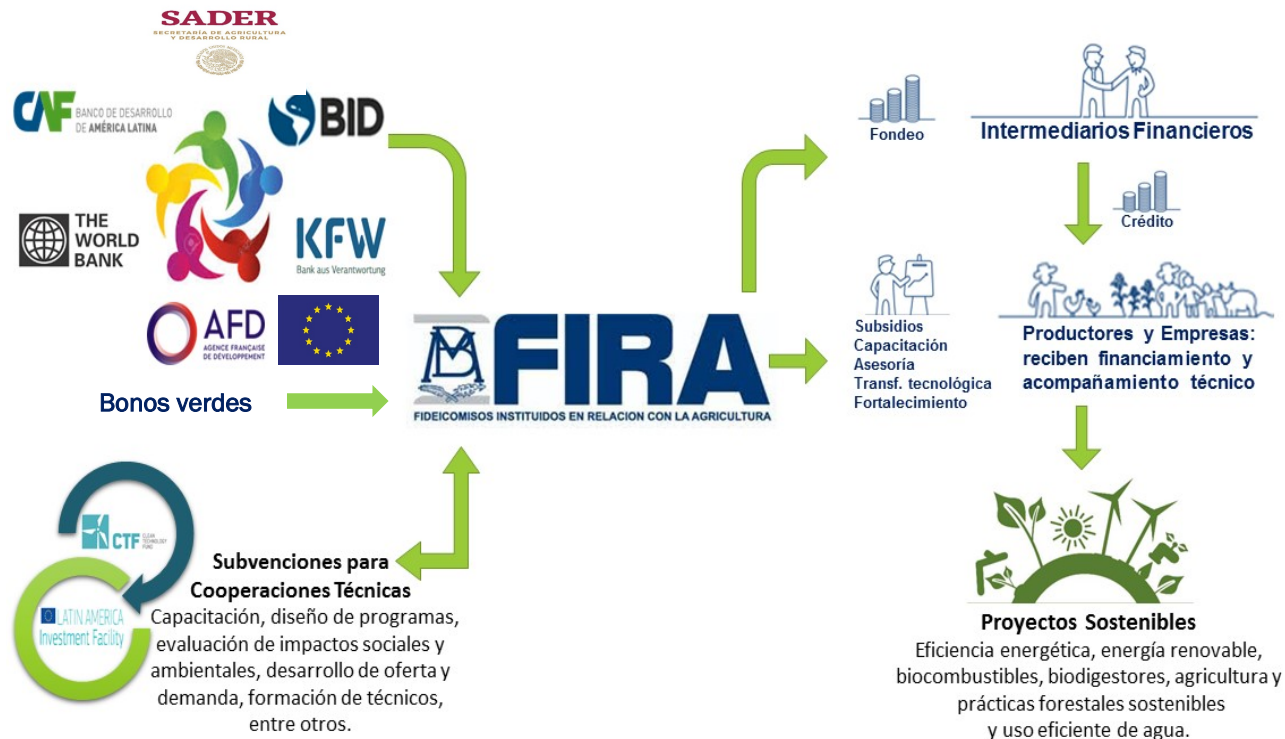 SADER
SECRETARÍA DE AGRICULTURA
Y DESARROLLO RURAL
CAF BANCO DE DESARROLLO
DE AMÉRICA LATINA
BID
THE
WORLD
BANK
KFW
Bank aus Verantwortung
AFD
AGENCE FRANÇAISE
DE DÉVELOPPEMENT
Bonos verdes
FIRA
FIDEICOMISOS INSTITUIDOS EN RELACION CON LA AGRICULTURA
CTF CLEAN
TECHNOLOGY
FUND
LATIN AMERICA
Investment Facility
Subvenciones para
Cooperaciones Técnicas
Capacitación, diseño de programas,
evaluación de impactos sociales y
ambientales, desarrollo de oferta y
demanda, formación de técnicos,
entre otros.
Fondeo
Intermediarios Financieros
Crédito
Subsidios
Capacitación
Asesoría
Transf. tecnológica
Fortalecimiento
Productores y Empresas:
reciben financiamiento y
acompañamiento técnico
Proyectos Sostenibles
Eficiencia energética, energía renovable,
biocombustibles, biodigestores, agricultura y
prácticas forestales sostenibles
y uso eficiente de agua.